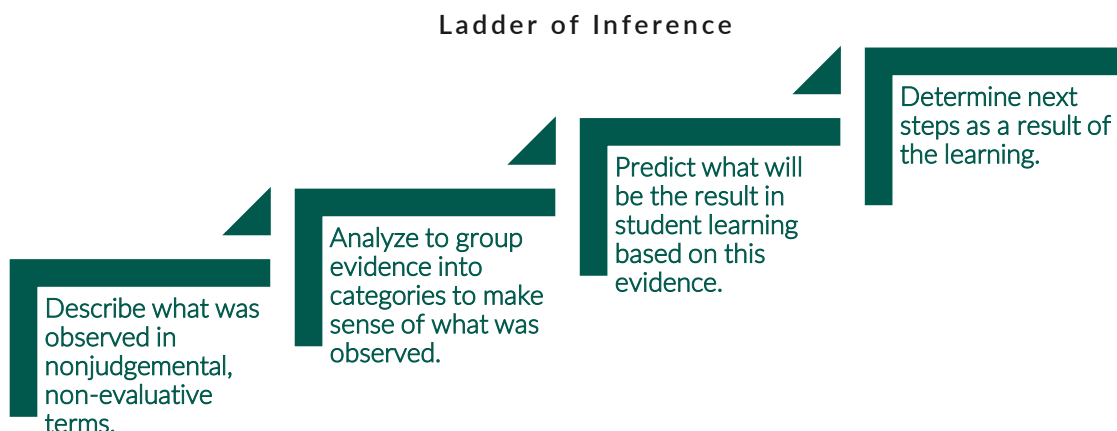 Ladder of Inference
Describe what was
observed in
nonjudgemental,
non-evaluative
terms.
Analyze to group
evidence into
categories to make
sense of what was
observed.
Predict what will
be the result in
student learning
based on this
evidence.
Determine next
steps as a result of
the learning.